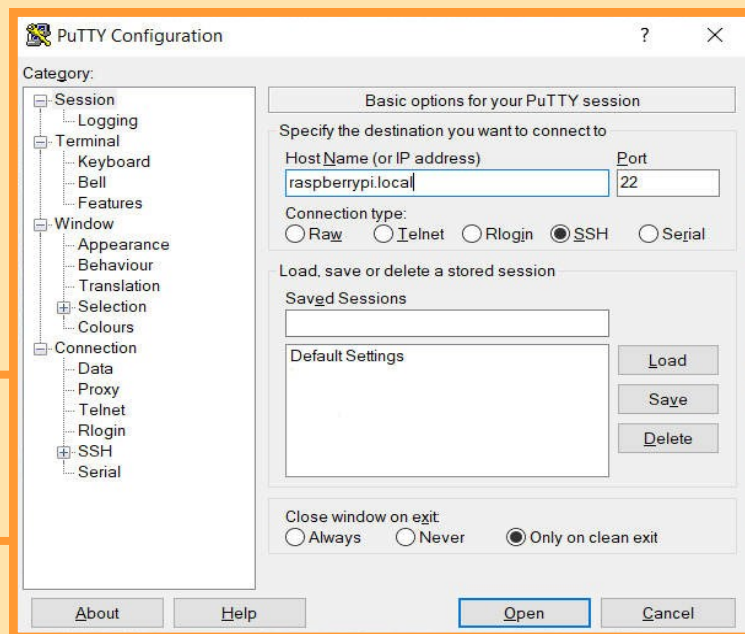 PuTTY Configuration
?
Category:
Session
Logging
Terminal
Keyboard
Bell
Features
Window
Appearance
Behaviour
Translation
Selection
Colours
Connection
Data
Proxy
Telnet
Rlogin
SSH
Serial
Basic options for your PuTTY session
Specify the destination you want to connect to
Host Name (or IP address) Port
raspberrypi.local 22
Connection type:
Raw Telnet Rlogin SSH Serial
Load, save or delete a stored session
Saved Sessions
Default Settings
Load
Save
Delete
Close window on exit:
Always Never Only on clean exit
About Help Open Cancel